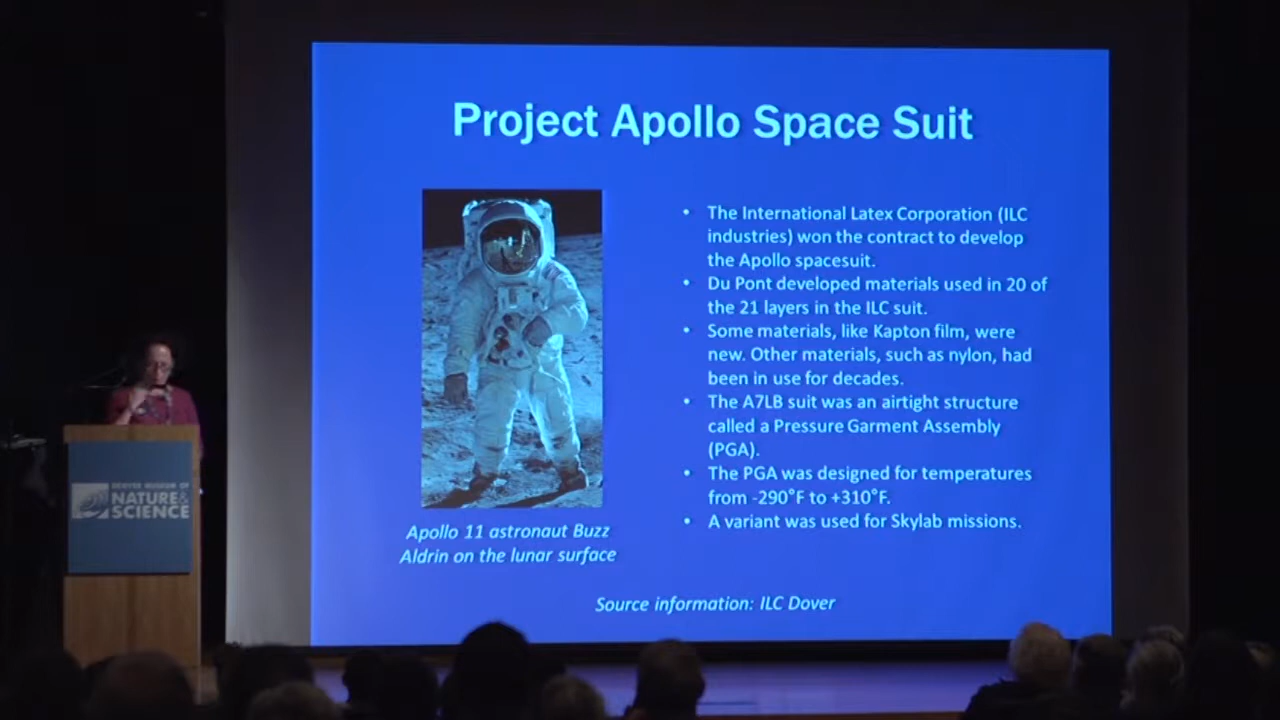 Project Apollo Space Suit
• The International Latex Corporation (ILC
industries) won the contract to develop
the Apollo spacesuit.
• Du Pont developed materials used in 20 of
the 21 layers in the ILC suit.
• Some materials, like Kapton film, were
new. Other materials, such as nylon, had
been in use for decades.
• The A7LB suit was an airtight structure
called a Pressure Garment Assembly
(PGA).
• The PGA was designed for temperatures
from -290°F to +310°F.
• A variant was used for Skylab missions.
Apollo 11 astronaut Buzz
Aldrin on the lunar surface
Source information: ILC Dover
DENVER MUSEUM OF
NATURE &
SCIENCE